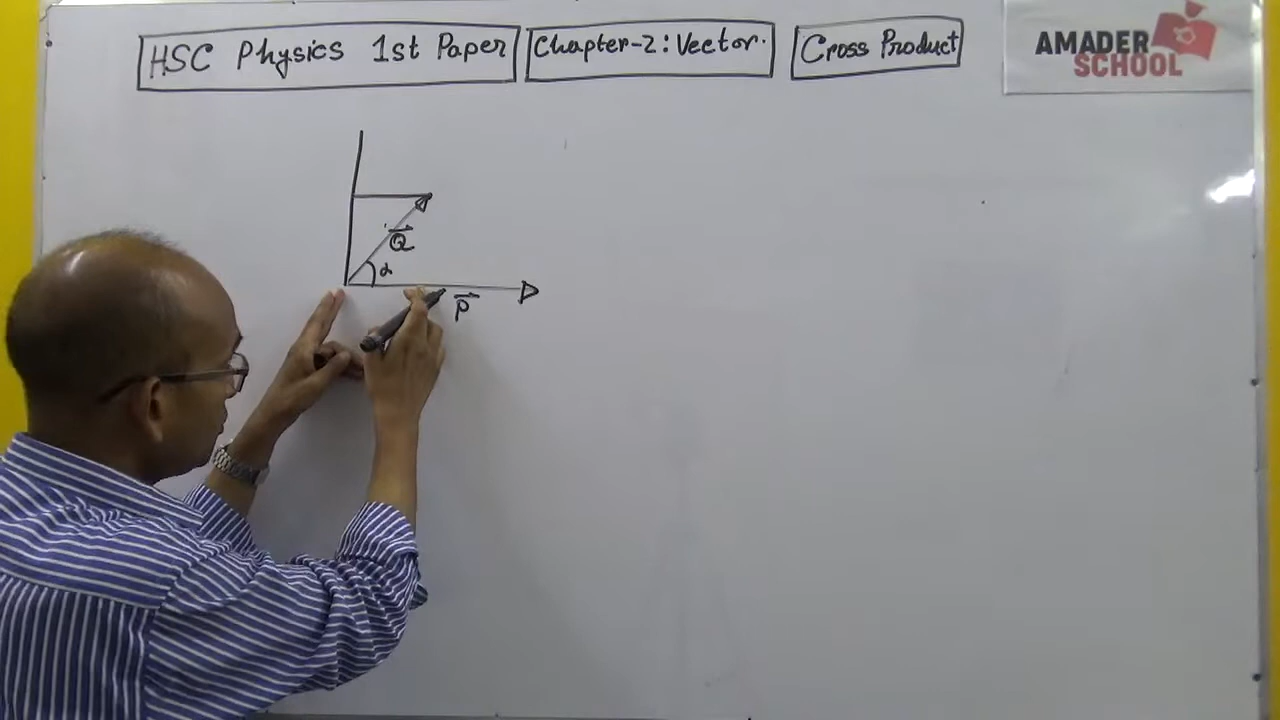 HSC Physics 1st Paper Chapter-2: Vector. Cross Product
AMADER
SCHOOL
Q
α
P